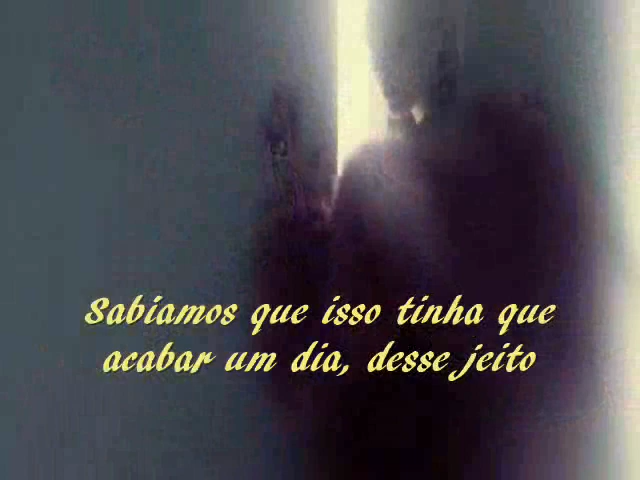 Sabíamos que isso tinha que
acabar um dia, desse jeito